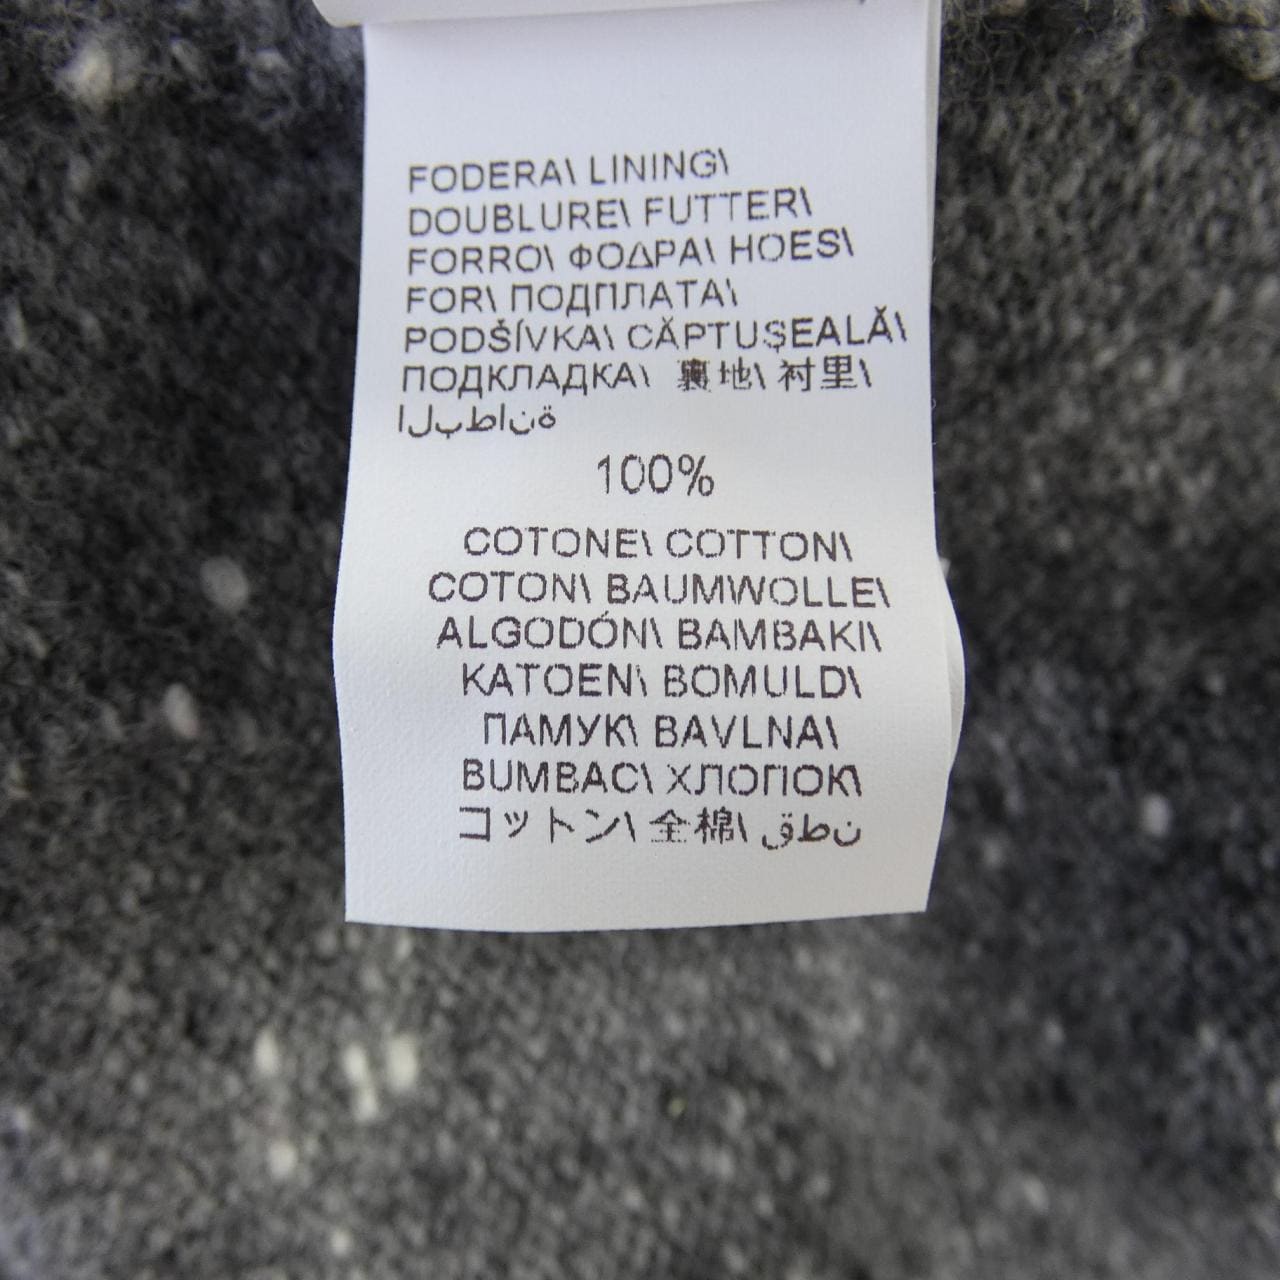 FODERA\ LINING\
DOUBLURE\ FUTTER\
FORRO\ ΦΟΔΡΑ\ HOES\
FOR\ ПОДПЛАТА\
PODŠÍVKA\ CĂPTUŞEALĂ\
ПОДКЛАДКА\ 裏地\ 衬里\
البطانة
100%
COTONE\ COTTON\
COTON\ BAUMWOLLE\
ALGODÓN\ BAMBAKI\
KATOEN\ BOMULD\
ПАМУК\ BAVLNA\
BUMBAC\ ХЛОПОК\
コットン\ 全棉\ قطن